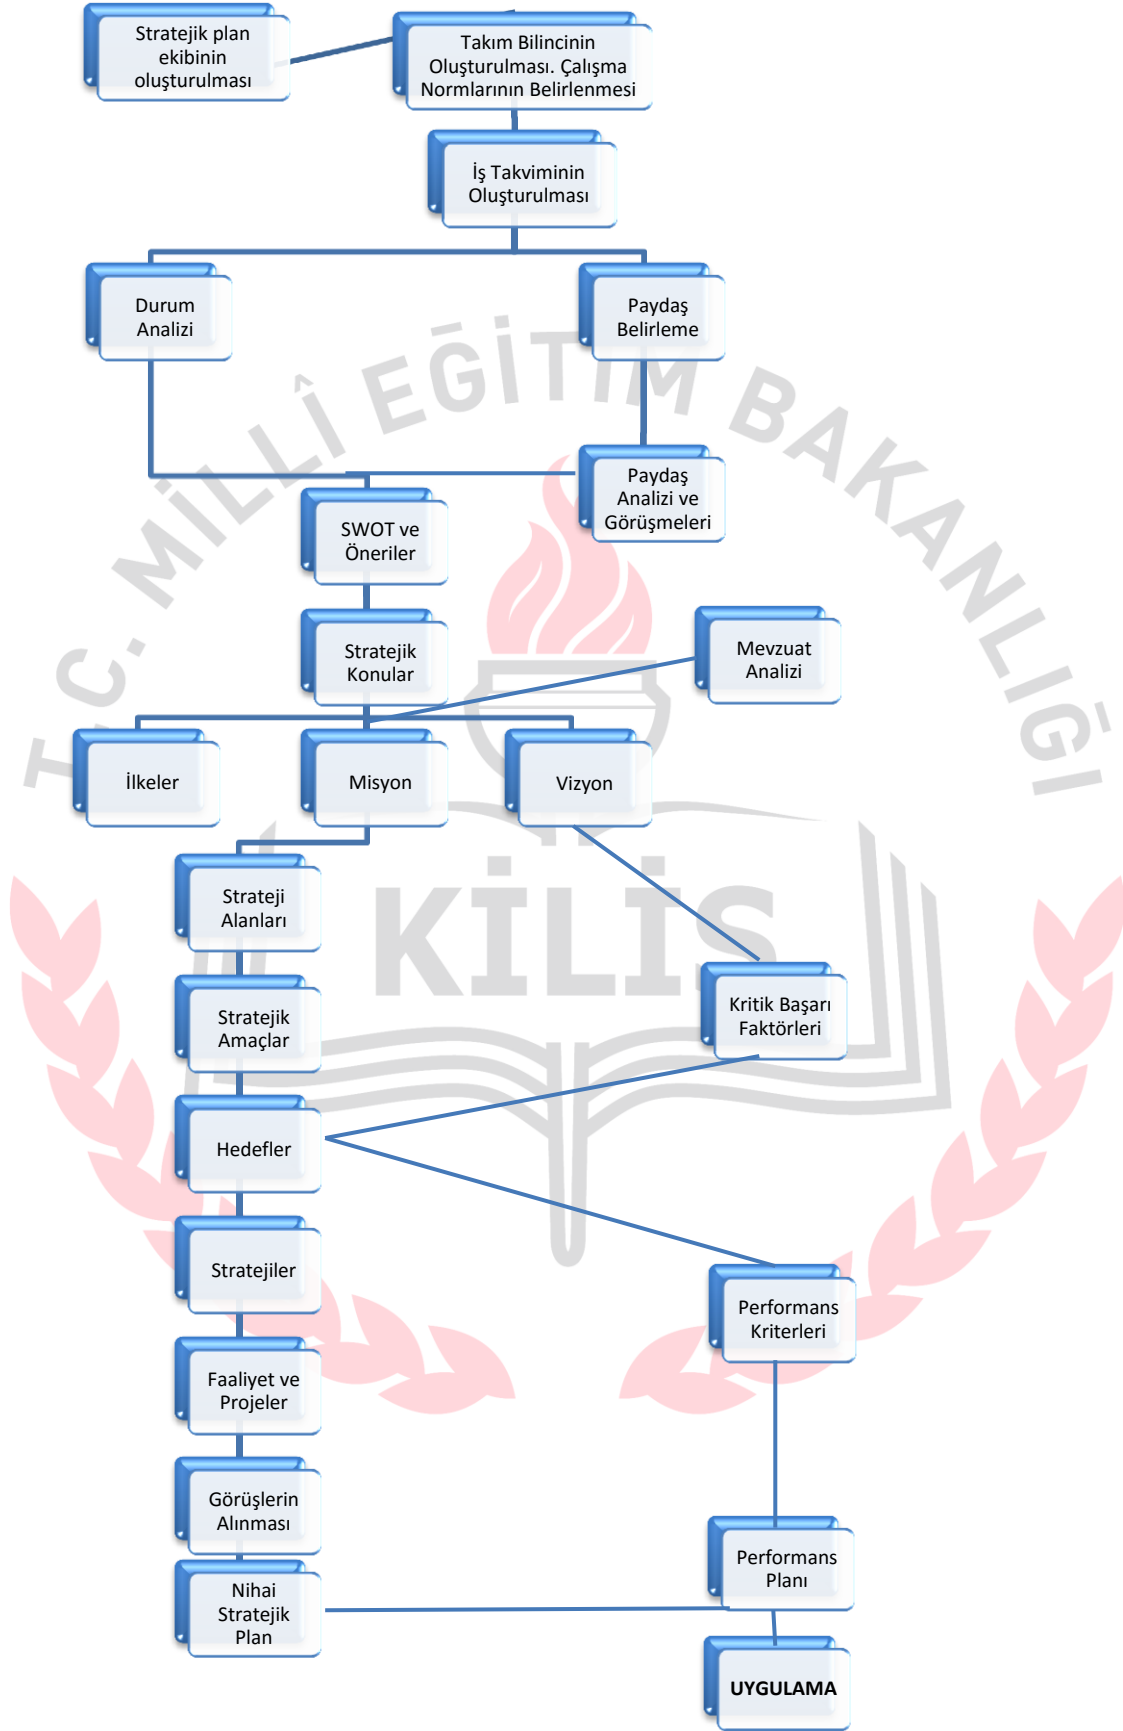 Stratejik plan
ekibinin
oluşturulması
Takım Bilincinin
Oluşturulması. Çalışma
Normlarının Belirlenmesi
İş Takviminin
Oluşturulması
Durum
Analizi
Paydaş
Belirleme
T.C. MİLLÎ EĞİTİM BAKANLIĞI
Paydaş
Analizi ve
Görüşmeleri
SWOT ve
Öneriler
Stratejik
Konular
Mevzuat
Analizi
İlkeler
Misyon
Vizyon
KİLİS
Strateji
Alanları
Stratejik
Amaçlar
Kritik Başarı
Faktörleri
Hedefler
Stratejiler
Performans
Kriterleri
Faaliyet ve
Projeler
Görüşlerin
Alınması
Performans
Planı
Nihai
Stratejik
Plan
UYGULAMA